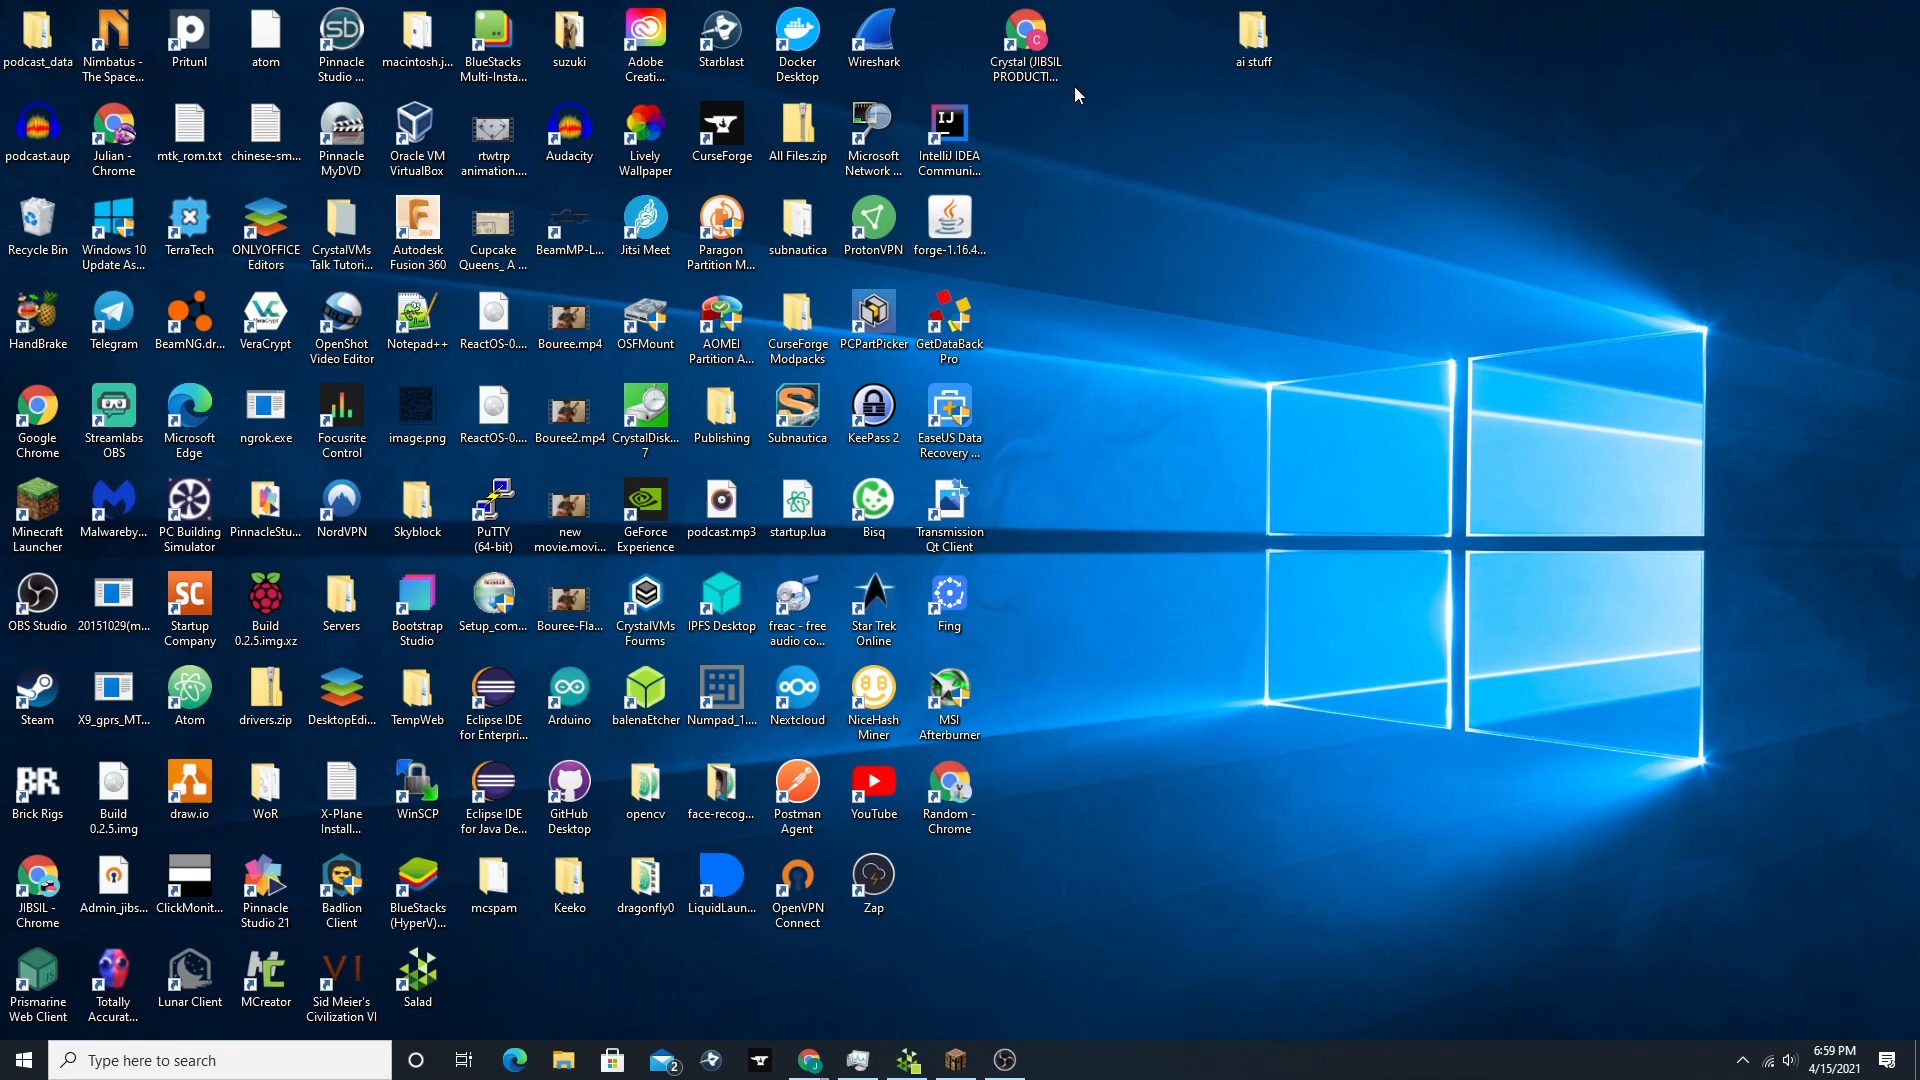 podcast_data
Nimbatus -
The Space...
Pritunl
atom
Pinnacle
Studio ...
macintosh.j...
BlueStacks
Multi-Insta...
suzuki
Adobe
Creati...
Starblast
Docker
Desktop
Wireshark
Crystal (JIBSIL
PRODUCTI...
ai stuff
podcast.aup
Julian -
Chrome
mtk_rom.txt
chinese-sm...
Pinnacle
MyDVD
Oracle VM
VirtualBox
rtwtrp
animation....
Audacity
Lively
Wallpaper
CurseForge
All Files.zip
Microsoft
Network ...
IntelliJ IDEA
Communi...
Recycle Bin
Windows 10
Update As...
TerraTech
ONLYOFFICE
Editors
CrystalVMs
Talk Tutori...
Autodesk
Fusion 360
Cupcake
Queens_ A ...
BeamMP-L...
Jitsi Meet
Paragon
Partition M...
subnautica
ProtonVPN
forge-1.16.4...
HandBrake
Telegram
BeamNG.dr...
VeraCrypt
OpenShot
Video Editor
Notepad++
ReactOS-0....
Bouree.mp4
OSFMount
AOMEI
Partition A...
CurseForge
Modpacks
PCPartPicker
GetDataBack
Pro
Google
Chrome
Streamlabs
OBS
Microsoft
Edge
ngrok.exe
Focusrite
Control
image.png
ReactOS-0....
Bouree2.mp4
CrystalDisk...
7
Publishing
Subnautica
KeePass 2
EaseUS Data
Recovery ...
Minecraft
Launcher
Malwareby...
PC Building
Simulator
PinnacleStu...
NordVPN
Skyblock
PuTTY
(64-bit)
new
movie.movi...
GeForce
Experience
podcast.mp3
startup.lua
Bisq
Transmission
Qt Client
OBS Studio
20151029(m...
Startup
Company
Build
0.2.5.img.xz
Servers
Bootstrap
Studio
Setup_com...
Bouree-Fla...
CrystalVMs
Fourms
IPFS Desktop
freac - free
audio co...
Star Trek
Online
Fing
Steam
X9_gprs_MT...
Atom
drivers.zip
DesktopEdi...
TempWeb
Eclipse IDE
for Enterpri...
Arduino
balenaEtcher
Numpad_1....
Nextcloud
NiceHash
Miner
MSI
Afterburner
Brick Rigs
Build
0.2.5.img
draw.io
WoR
X-Plane
Install...
WinSCP
Eclipse IDE
for Java De...
GitHub
Desktop
opencv
face-recog...
Postman
Agent
YouTube
Random -
Chrome
JIBSIL -
Chrome
Admin_jibs...
ClickMonit...
Pinnacle
Studio 21
Badlion
Client
BlueStacks
(HyperV)...
mcspam
Keeko
dragonfly0
LiquidLaun...
OpenVPN
Connect
Zap
Prismarine
Web Client
Totally
Accurat...
Lunar Client
MCreator
Sid Meier's
Civilization VI
Salad
Type here to search
2
6:59 PM
4/15/2021